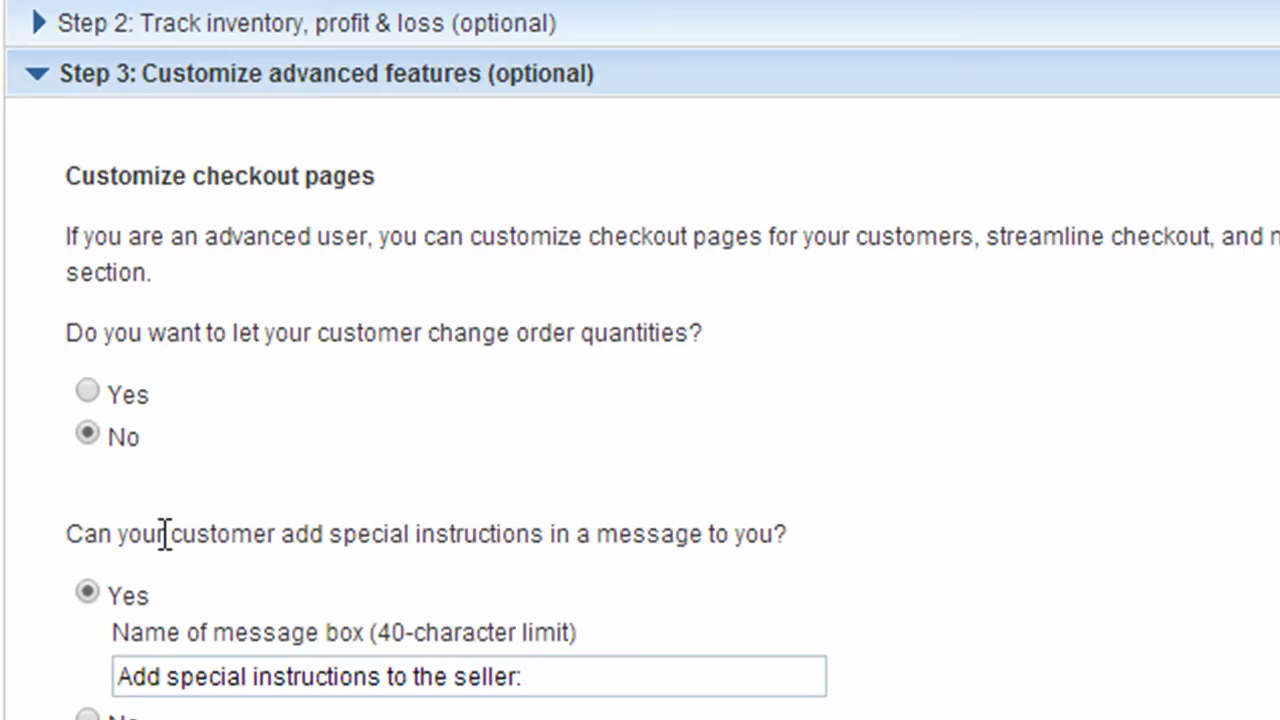 Step 2: Track inventory, profit & loss (optional)
Step 3: Customize advanced features (optional)
Customize checkout pages
If you are an advanced user, you can customize checkout pages for your customers, streamline checkout, and
section.
Do you want to let your customer change order quantities?
Yes
No
Can your customer add special instructions in a message to you?
Yes
Name of message box (40-character limit)
Add special instructions to the seller:
No